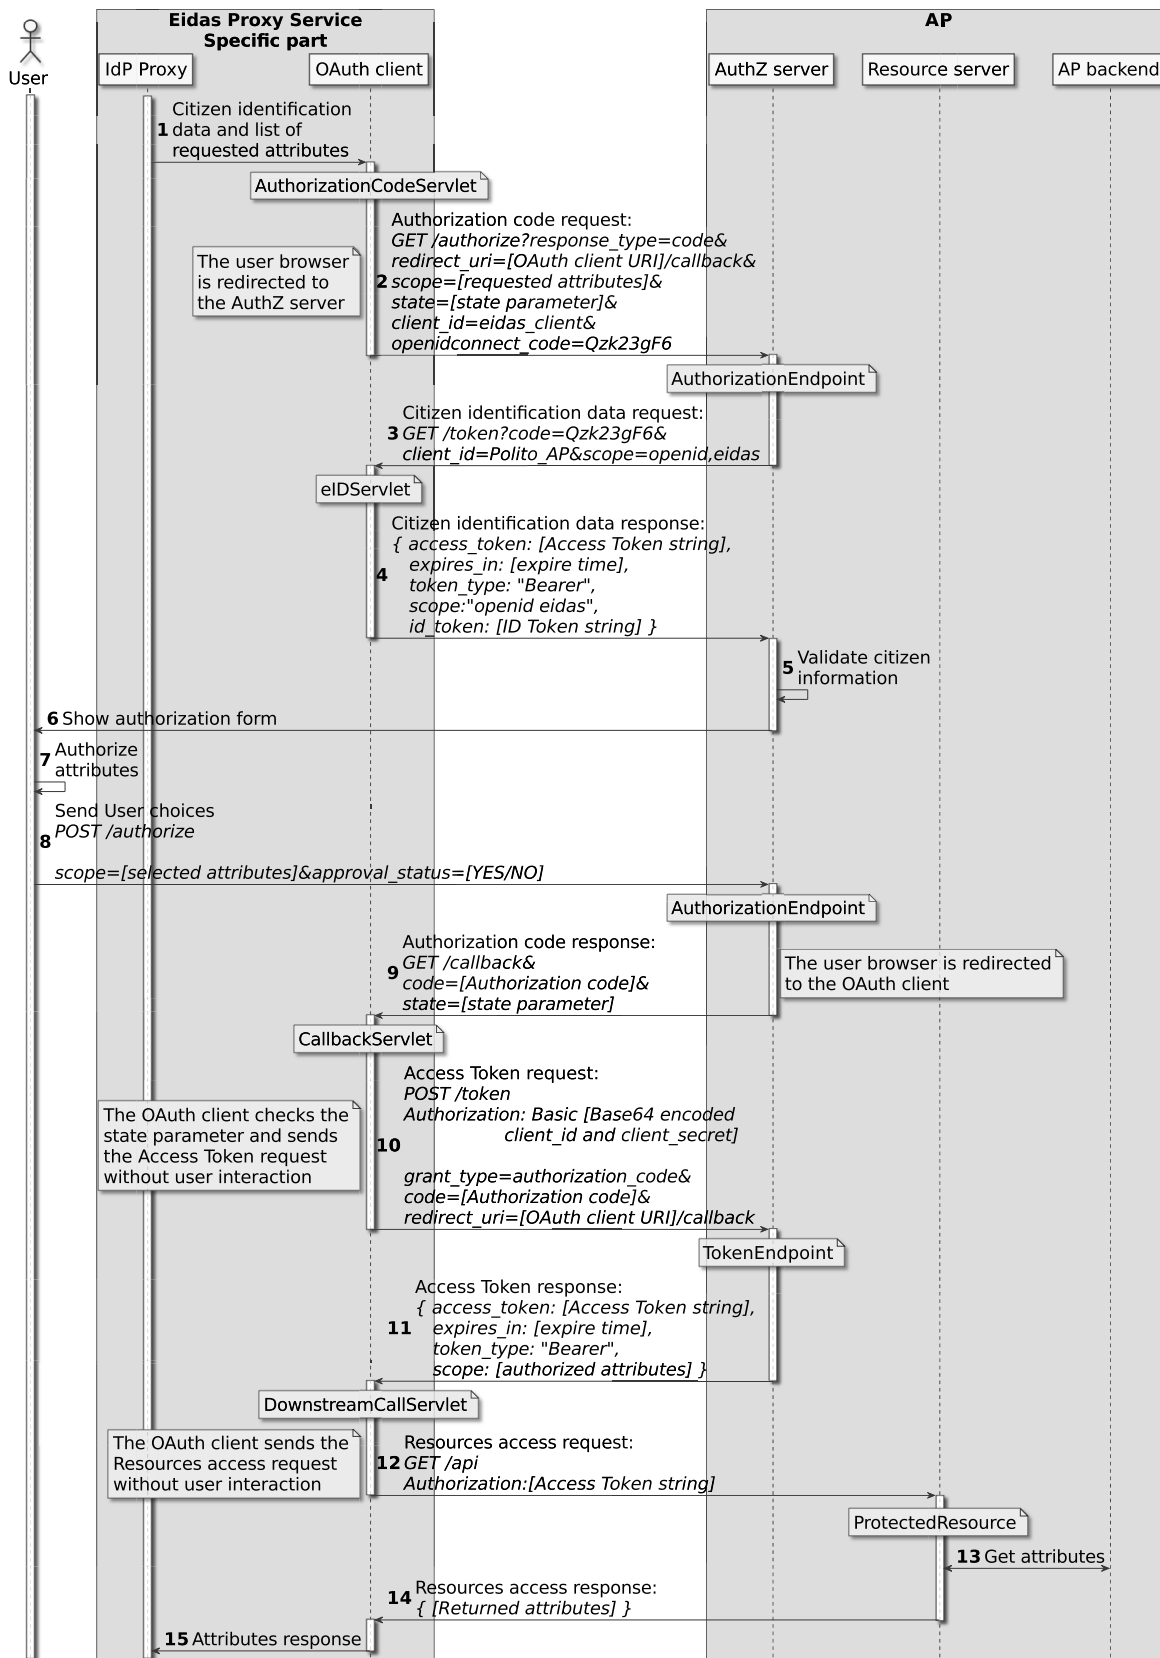 Eidas Proxy Service
Specific part
AP
User
IdP Proxy
OAuth client
AuthZ server
Resource server
AP backend
Citizen identification
1 data and list of
requested attributes
AuthorizationCodeServlet
The user browser
is redirected to
the AuthZ server
Authorization code request:
GET /authorize?response_type=code&
redirect_uri=[OAuth client URI]/callback&
2 scope=[requested attributes]&
state=[state parameter]&
client_id=eidas_client&
openidconnect_code=Qzk23gF6
AuthorizationEndpoint
Citizen identification data request:
3 GET /token?code=Qzk23gF6&
client_id=Polito_AP&scope=openid,eidas
eIDServlet
Citizen identification data response:
{ access_token: [Access Token string],
expires_in: [expire time],
4 token_type: "Bearer",
scope:"openid eidas",
id_token: [ID Token string] }
5 Validate citizen
information
6 Show authorization form
7 Authorize
attributes
Send User choices
8 POST /authorize
scope=[selected attributes]&approval_status=[YES/NO]
AuthorizationEndpoint
Authorization code response:
9 GET /callback&
code=[Authorization code]&
state=[state parameter]
The user browser is redirected
to the OAuth client
CallbackServlet
The OAuth client checks the
state parameter and sends
the Access Token request
without user interaction
Access Token request:
POST /token
Authorization: Basic [Base64 encoded
client_id and client_secret]
10
grant_type=authorization_code&
code=[Authorization code]&
redirect_uri=[OAuth client URI]/callback
TokenEndpoint
Access Token response:
{ access_token: [Access Token string],
11 expires_in: [expire time],
token_type: "Bearer",
scope: [authorized attributes] }
DownstreamCallServlet
The OAuth client sends the
Resources access request
without user interaction
Resources access request:
12 GET /api
Authorization:[Access Token string]
ProtectedResource
13 Get attributes
14 Resources access response:
{ [Returned attributes] }
15 Attributes response